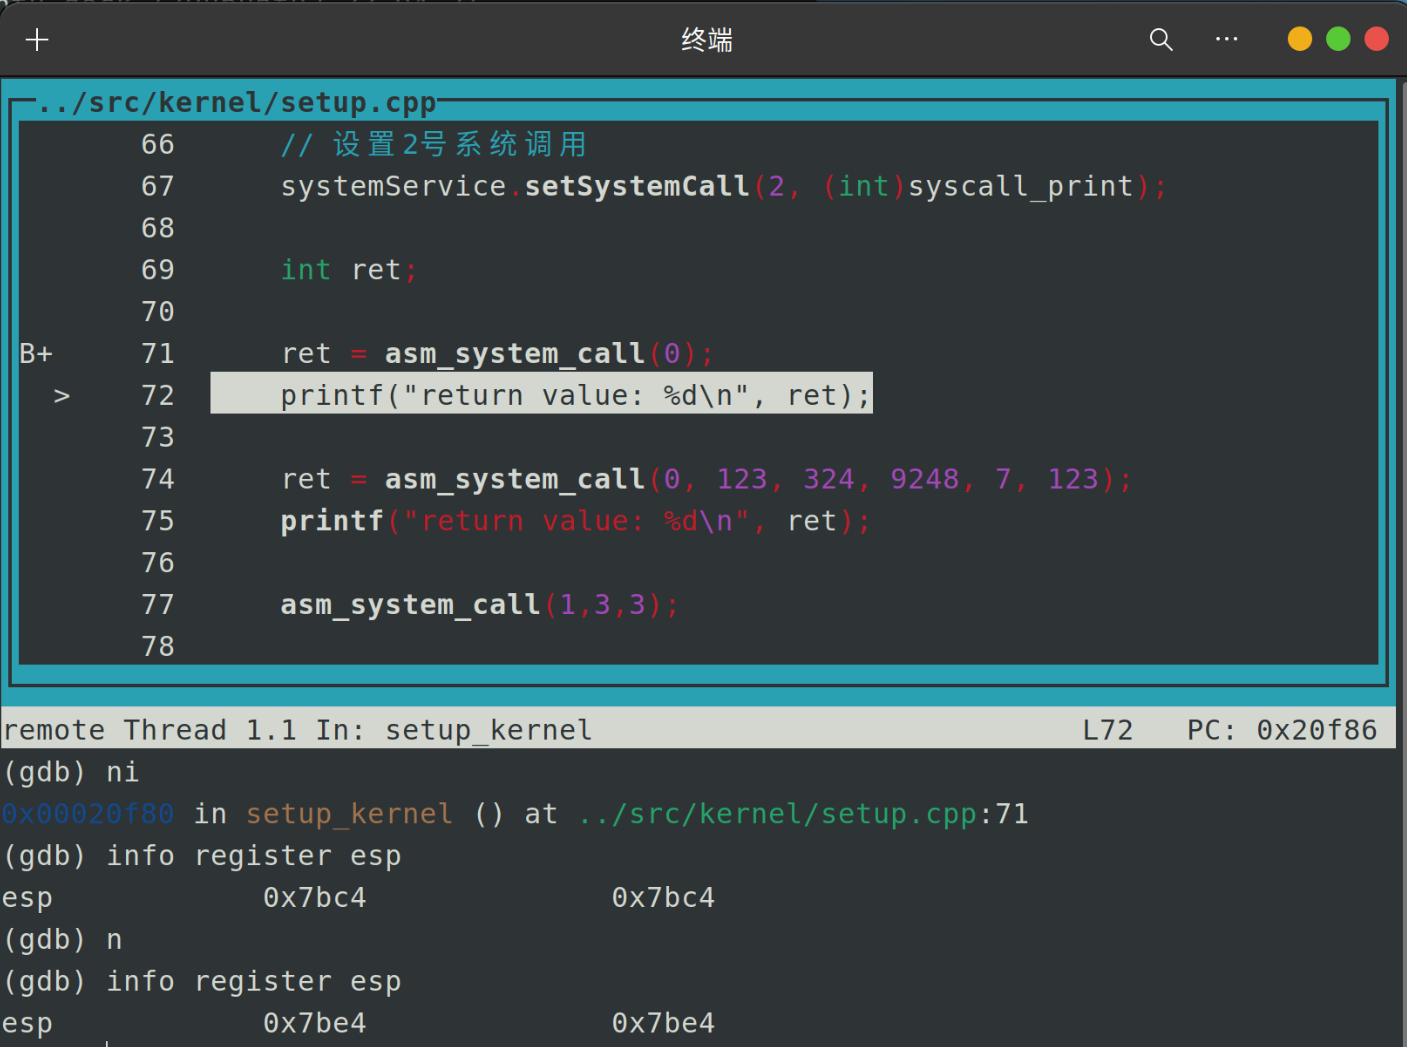 终端
../src/kernel/setup.cpp
66 // 设置2号系统调用
67 systemService.setSystemCall(2, (int)syscall_print);
68
69 int ret;
70
B+ 71 ret = asm_system_call(0);
> 72 printf("return value: %d\n", ret);
73
74 ret = asm_system_call(0, 123, 324, 9248, 7, 123);
75 printf("return value: %d\n", ret);
76
77 asm_system_call(1,3,3);
78
remote Thread 1.1 In: setup_kernel L72 PC: 0x20f86
(gdb) ni
0x00020f80 in setup_kernel () at ../src/kernel/setup.cpp:71
(gdb) info register esp
esp 0x7bc4 0x7bc4
(gdb) n
(gdb) info register esp
esp 0x7be4 0x7be4